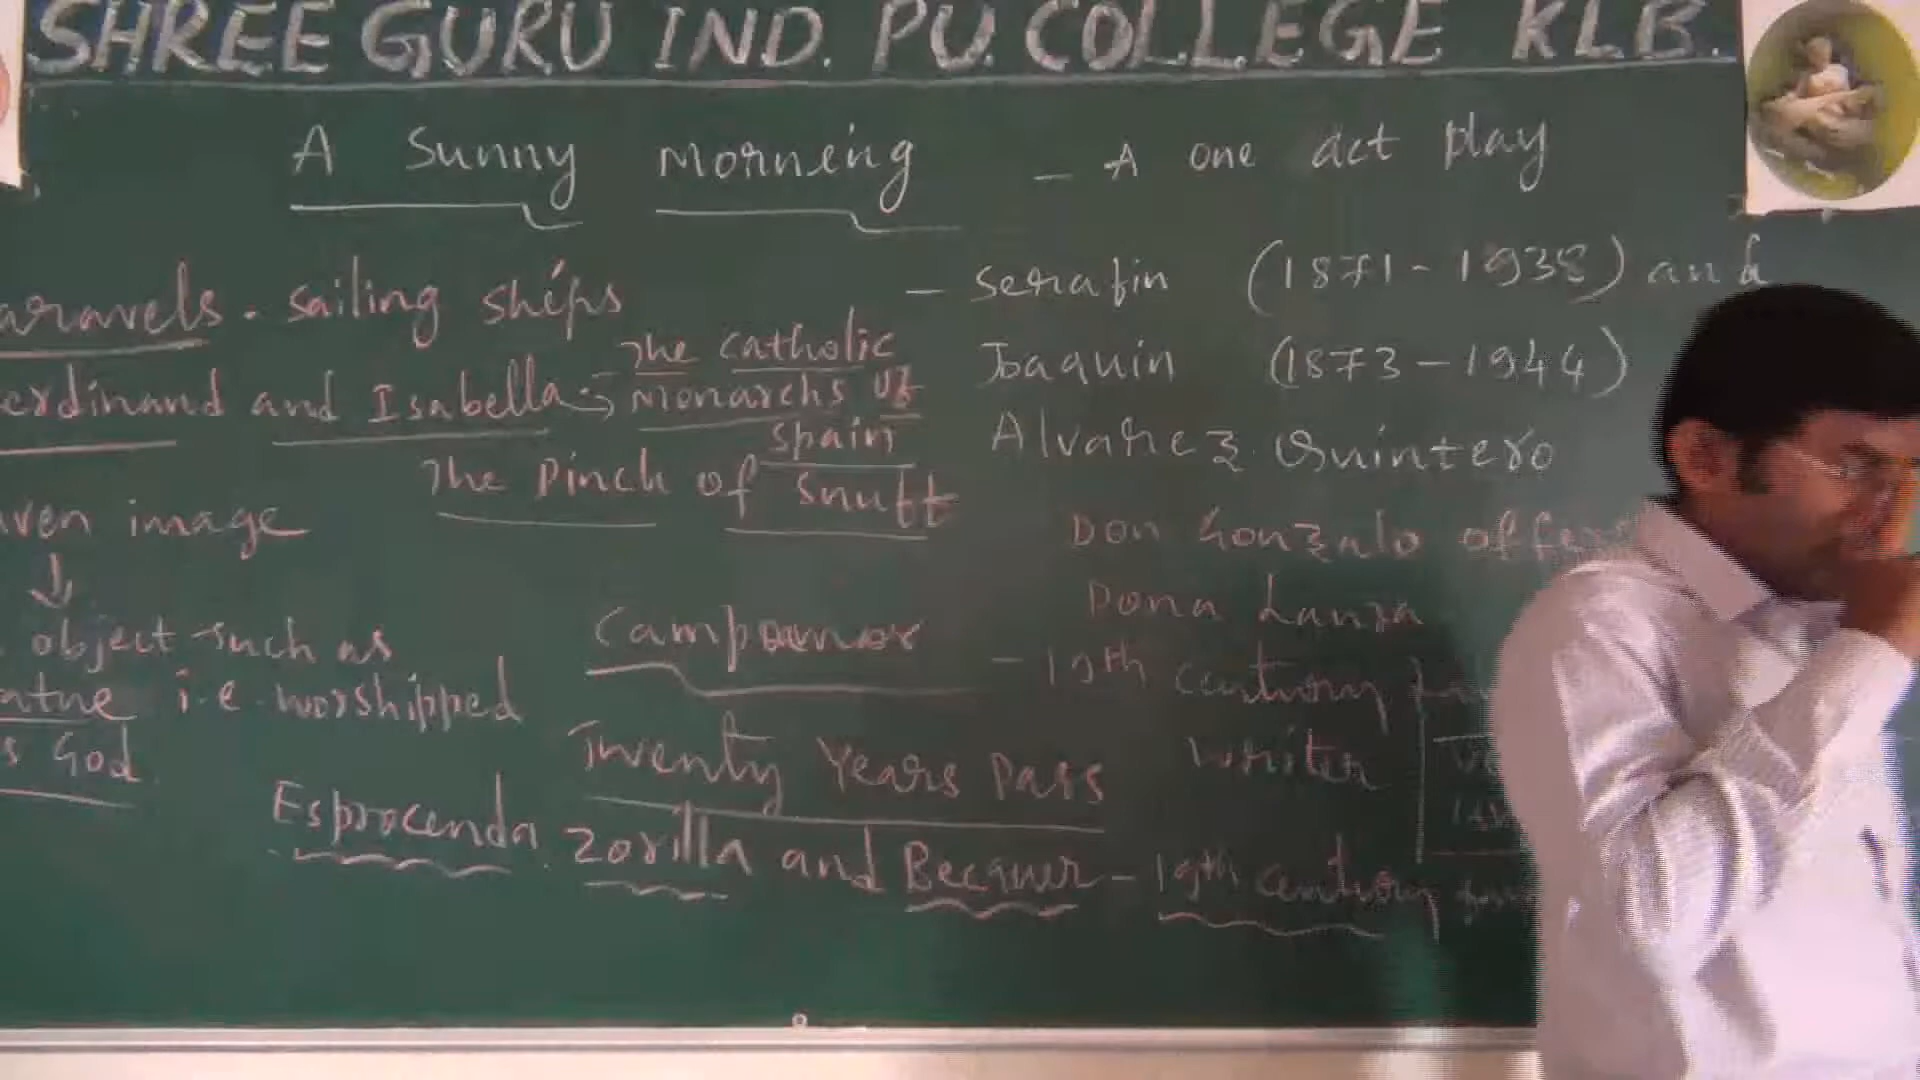 SHREE GURU IND. PU. COLLEGE KLB.
A Sunny Morning - A one act play
aravels. sailing ships
erdinand and Isabella:- The Catholic Monarchs of Spain
The Pinch of Snuff
aven image
↓
object such as
atue i.e. worshipped
s God
- Serafin (1871-1938) and
Joaquin (1873-1944)
Alvarez Quintero
Don Gonzalo offe
Dona Lanra
Campoamor - 19th century
writer
Twenty Years Pass
Esprocenda. Zorilla and Becquer - 19th century